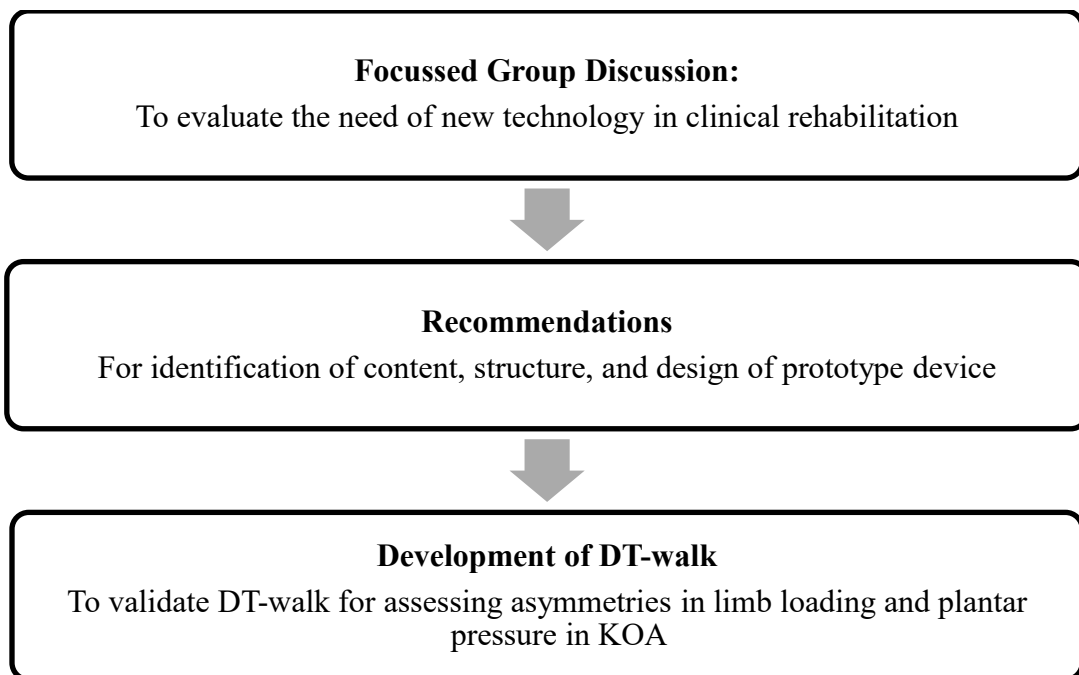 Focussed Group Discussion:
To evaluate the need of new technology in clinical rehabilitation
Recommendations
For identification of content, structure, and design of prototype device
Development of DT-walk
To validate DT-walk for assessing asymmetries in limb loading and plantar
pressure in KOA